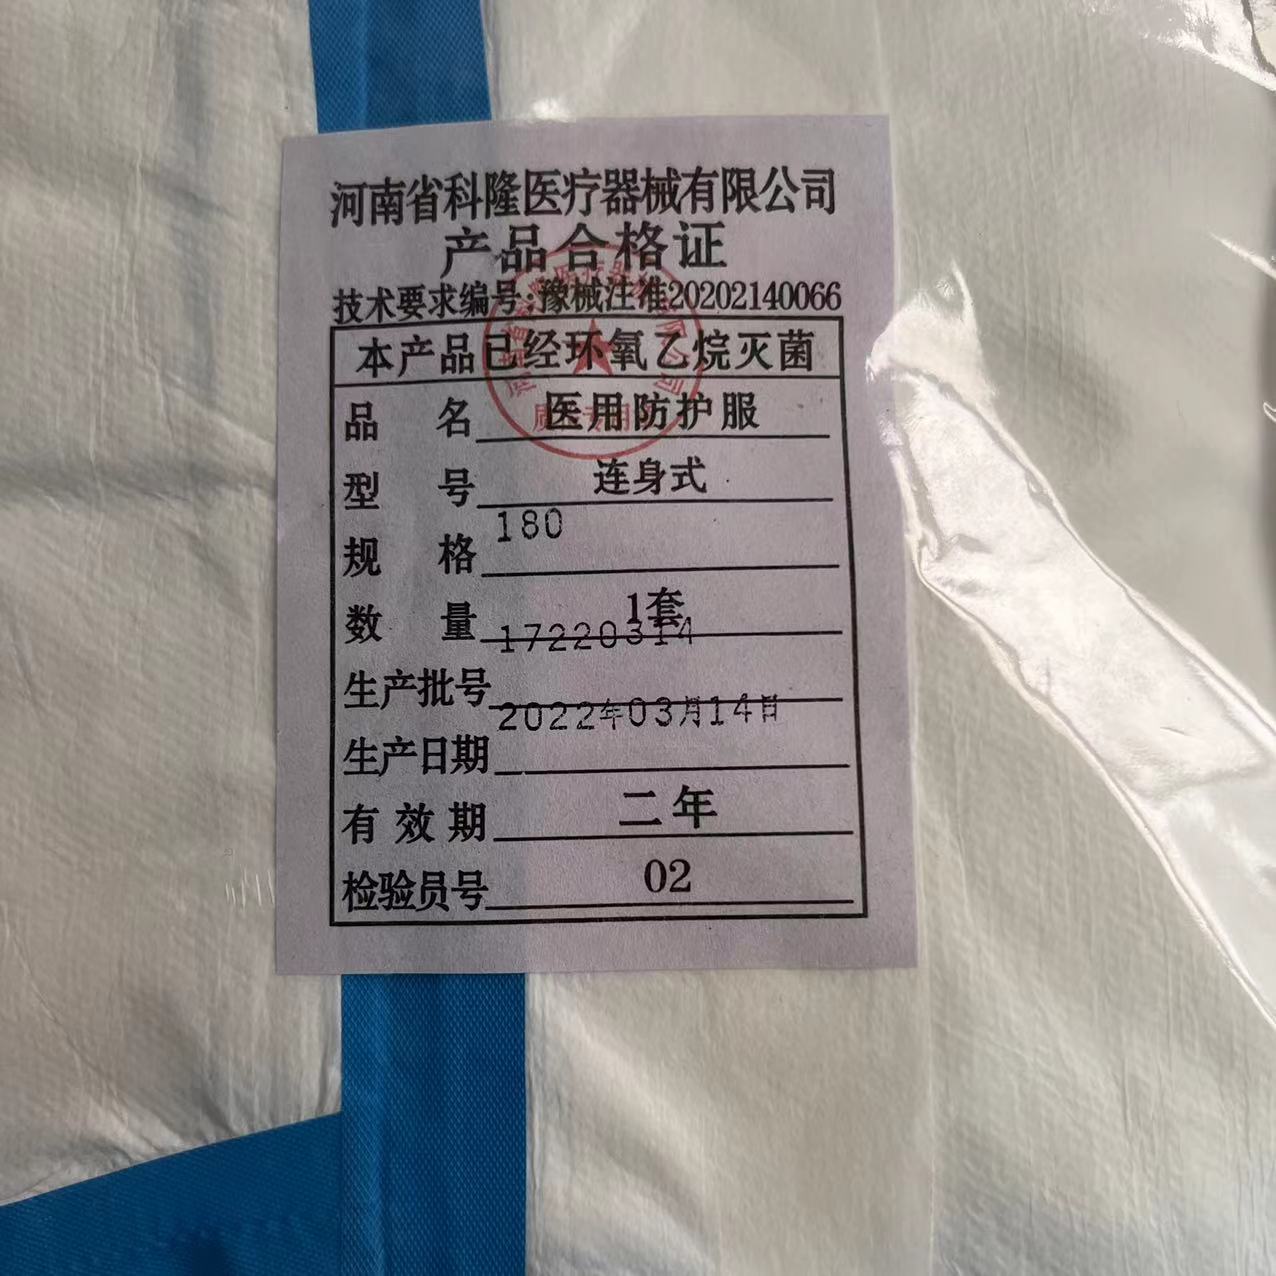 河南省科隆医疗器械有限公司
产品合格证
技术要求编号:豫械注准20202140066
本产品已经环氧乙烷灭菌
品 名 医用防护服
型 号 连身式
规 格 180
数 量 1套
生产批号 17220314
生产日期 2022年03月14日
有效期 二年
检验员号 02